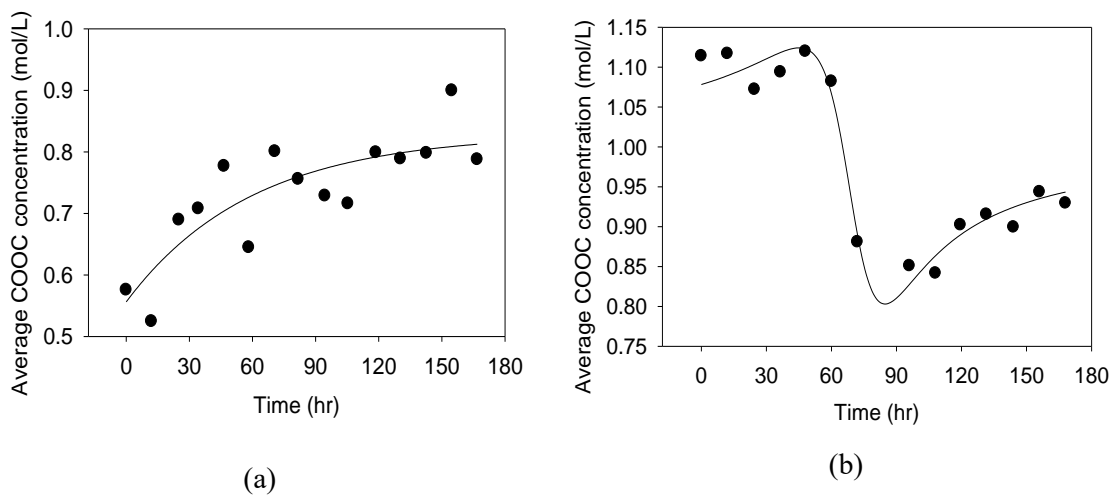 Average COOC concentration (mol/L)
1.0
0.9
0.8
0.7
0.6
0.5
0 30 60 90 120 150 180
Time (hr)
(a)
Average COOC concentration (mol/L)
(b)
1.15
1.10
1.05
1.00
0.95
0.90
0.85
0.80
0.75
0 30 60 90 120 150 180
Time (hr)
(b)